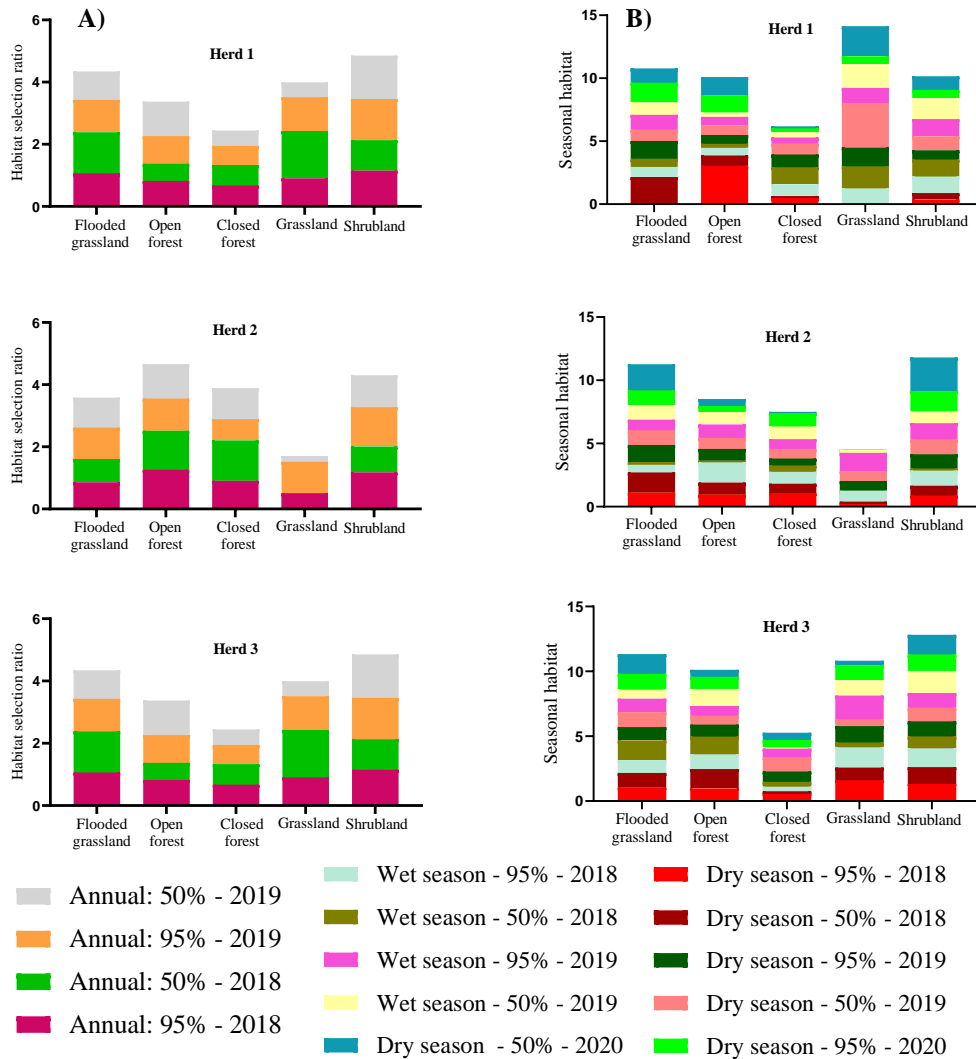 A)
Herd 1
Habitat selection ratio
6
4
2
0
Flooded grassland
Open forest
Closed forest
Grassland
Shrubland
B)
Herd 1
Seasonal habitat
15
10
5
0
Flooded grassland
Open forest
Closed forest
Grassland
Shrubland
Herd 2
Habitat selection ratio
6
4
2
0
Flooded grassland
Open forest
Closed forest
Grassland
Shrubland
Herd 2
Seasonal habitat
15
10
5
0
Flooded grassland
Open forest
Closed forest
Grassland
Shrubland
Herd 3
Habitat selection ratio
6
4
2
0
Flooded grassland
Open forest
Closed forest
Grassland
Shrubland
Herd 3
Seasonal habitat
15
10
5
0
Flooded grassland
Open forest
Closed forest
Grassland
Shrubland
Annual: 50% - 2019
Annual: 95% - 2019
Annual: 50% - 2018
Annual: 95% - 2018
Wet season - 95% - 2018
Wet season - 50% - 2018
Wet season - 95% - 2019
Wet season - 50% - 2019
Dry season - 50% - 2020
Dry season - 95% - 2018
Dry season - 50% - 2018
Dry season - 95% - 2019
Dry season - 50% - 2019
Dry season - 95% - 2020